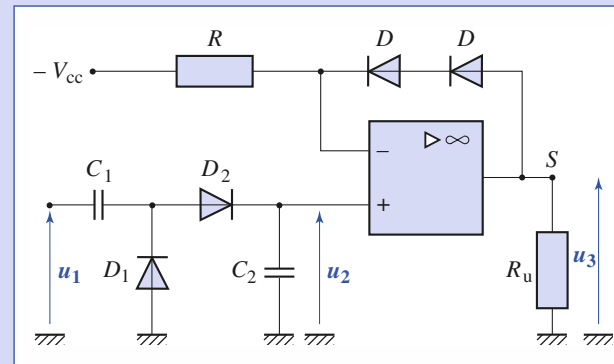 R
D
D
– Vcc
▷ ∞
–
S
C1
D2
+
u1
D1
C2
u2
Ru
u3